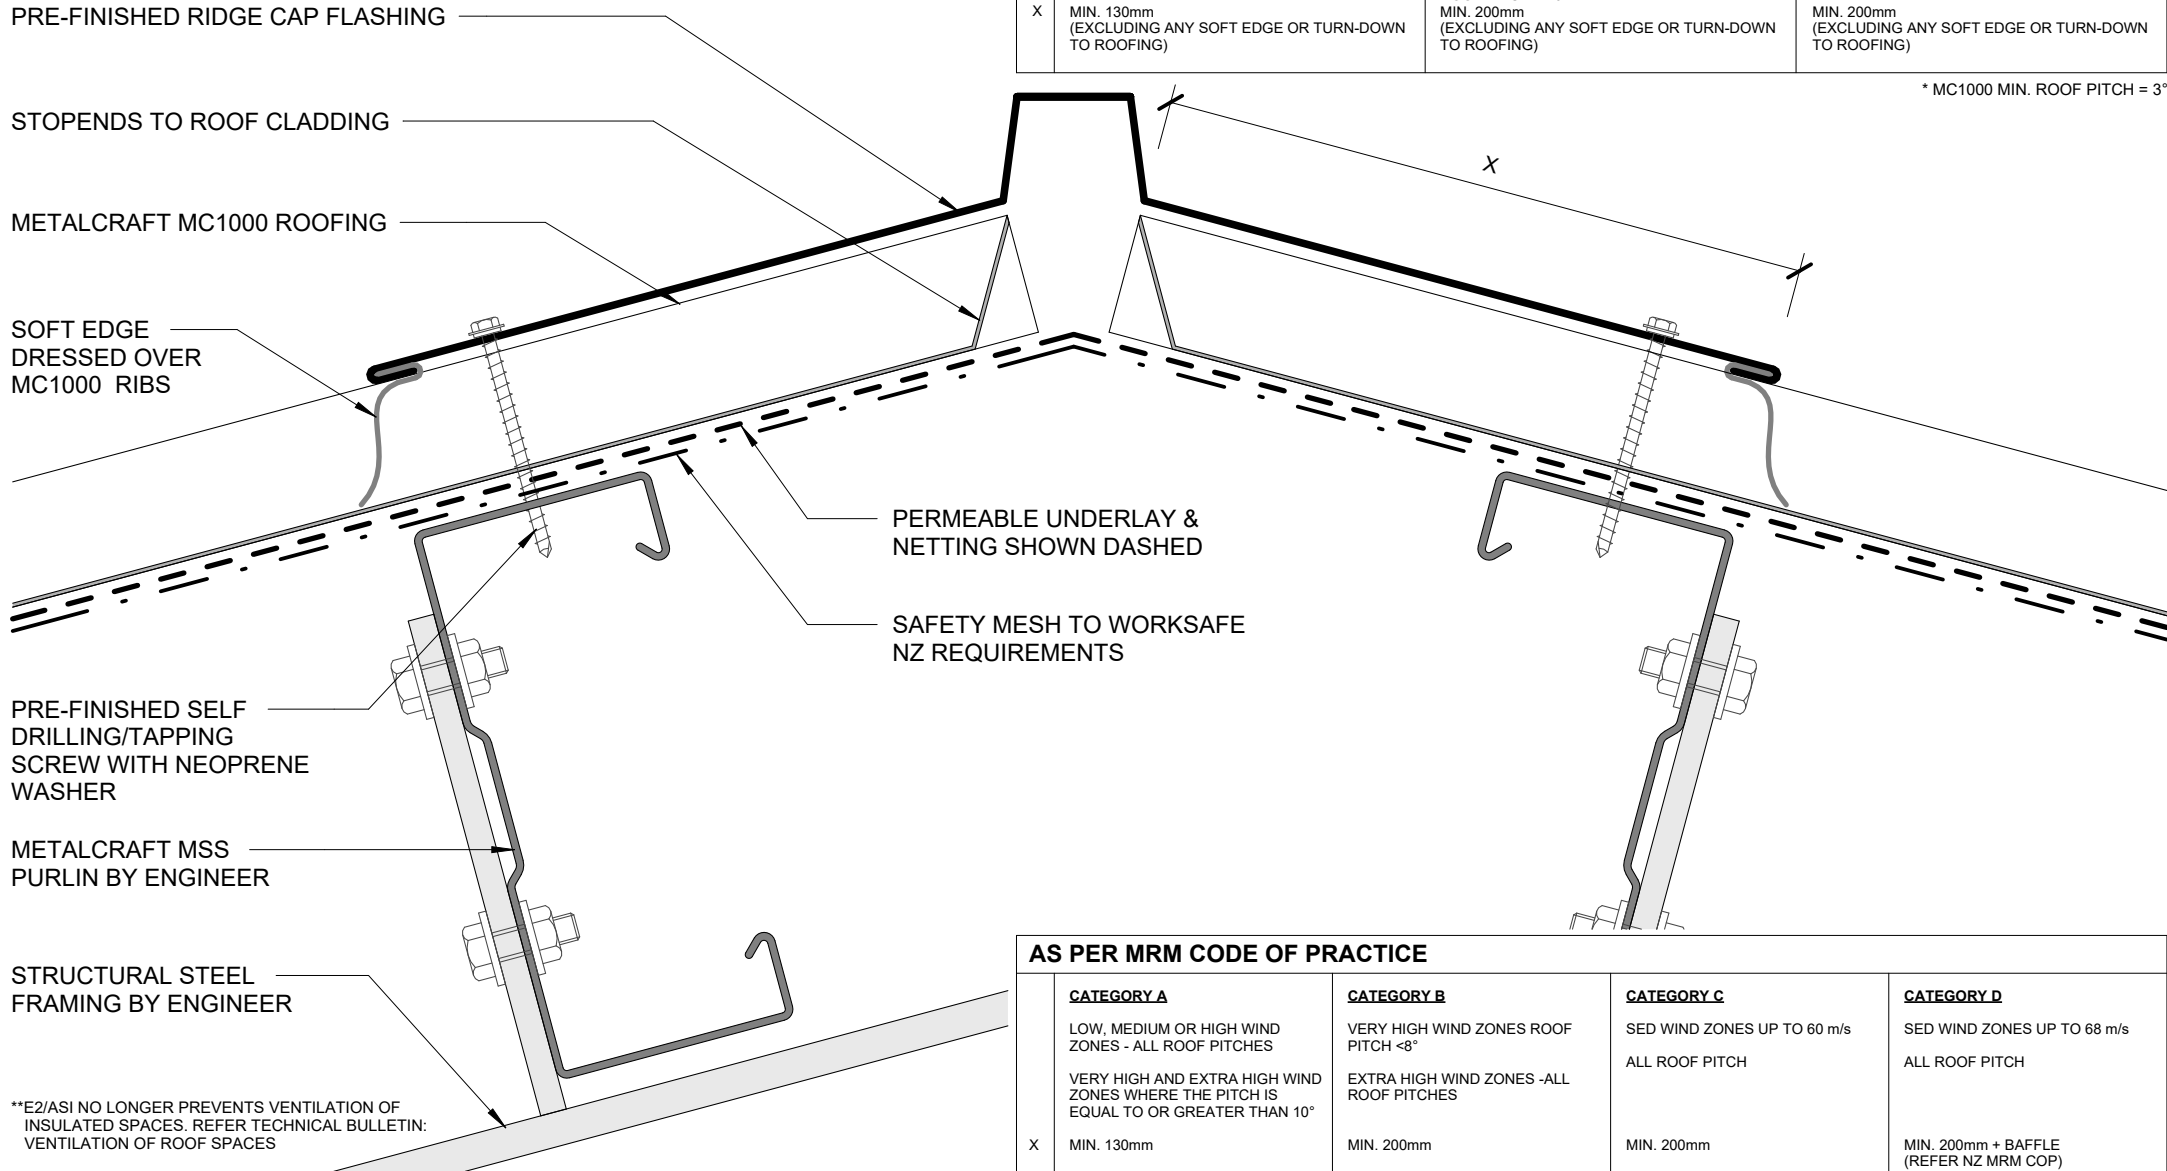 PRE-FINISHED RIDGE CAP FLASHING
STOPENDS TO ROOF CLADDING
METALCRAFT MC1000 ROOFING
SOFT EDGE
DRESSED OVER
MC1000 RIBS
PRE-FINISHED SELF
DRILLING/TAPPING
SCREW WITH NEOPRENE
WASHER
METALCRAFT MSS
PURLIN BY ENGINEER
STRUCTURAL STEEL
FRAMING BY ENGINEER
**E2/ASI NO LONGER PREVENTS VENTILATION OF
INSULATED SPACES. REFER TECHNICAL BULLETIN:
VENTILATION OF ROOF SPACES
X
MIN. 130mm
(EXCLUDING ANY SOFT EDGE OR TURN-DOWN
TO ROOFING)
MIN. 200mm
(EXCLUDING ANY SOFT EDGE OR TURN-DOWN
TO ROOFING)
MIN. 200mm
(EXCLUDING ANY SOFT EDGE OR TURN-DOWN
TO ROOFING)
* MC1000 MIN. ROOF PITCH = 3°
X
PERMEABLE UNDERLAY &
NETTING SHOWN DASHED
SAFETY MESH TO WORKSAFE
NZ REQUIREMENTS
AS PER MRM CODE OF PRACTICE
CATEGORY A
LOW, MEDIUM OR HIGH WIND
ZONES - ALL ROOF PITCHES
VERY HIGH AND EXTRA HIGH WIND
ZONES WHERE THE PITCH IS
EQUAL TO OR GREATER THAN 10°
CATEGORY B
VERY HIGH WIND ZONES ROOF
PITCH <8°
EXTRA HIGH WIND ZONES -ALL
ROOF PITCHES
CATEGORY C
SED WIND ZONES UP TO 60 m/s
ALL ROOF PITCH
CATEGORY D
SED WIND ZONES UP TO 68 m/s
ALL ROOF PITCH
X
MIN. 130mm
MIN. 200mm
MIN. 200mm
MIN. 200mm + BAFFLE
(REFER NZ MRM COP)